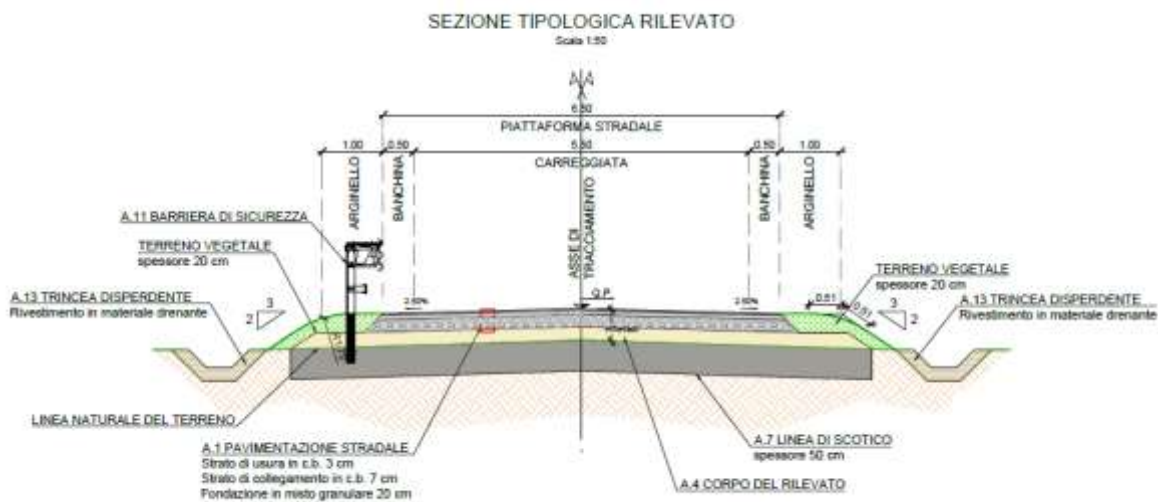 SEZIONE TIPOLOGICA RILEVATO
Scala 1:50
6.50
PIATTAFORMA STRADALE
1.00
0.50
5.50
0.50
1.00
CARREGGIATA
ARGINELLO
BANCHINA
ASSE DI
TRACCIAMENTO
BANCHINA
ARGINELLO
A.11 BARRIERA DI SICUREZZA
TERRENO VEGETALE
spessore 20 cm
TERRENO VEGETALE
spessore 20 cm
A.13 TRINCEA DISPERDENTE
Rivestimento in materiale drenante
A.13 TRINCEA DISPERDENTE
Rivestimento in materiale drenante
3
2
2.50%
Q.P.
2.50%
0.51
0.51
3
2
LINEA NATURALE DEL TERRENO
A.1 PAVIMENTAZIONE STRADALE
Strato di usura in c.b. 3 cm
Strato di collegamento in c.b. 7 cm
Fondazione in misto granulare 20 cm
A.7 LINEA DI SCOTICO
spessore 50 cm
A.4 CORPO DEL RILEVATO